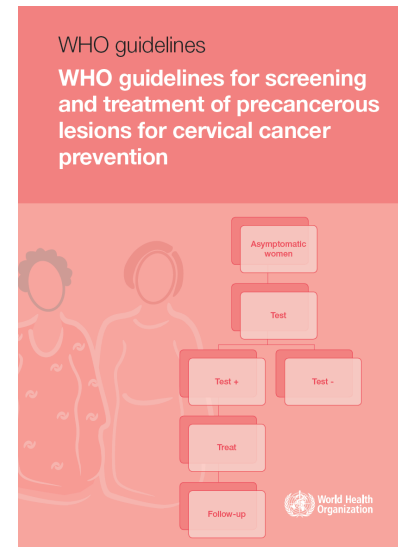 WHO guidelines
WHO guidelines for screening
and treatment of precancerous
lesions for cervical cancer
prevention
Asymptomatic
women
Test
Test +
Test -
Treat
Follow-up
World Health
Organization